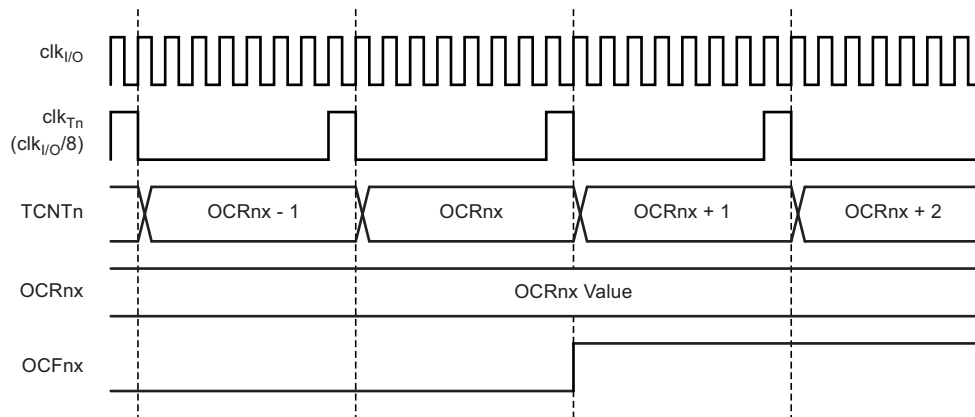 clkI/O
clkTn
(clkI/O/8)
TCNTn OCRnx - 1 OCRnx OCRnx + 1 OCRnx + 2
OCRnx OCRnx Value
OCFnx